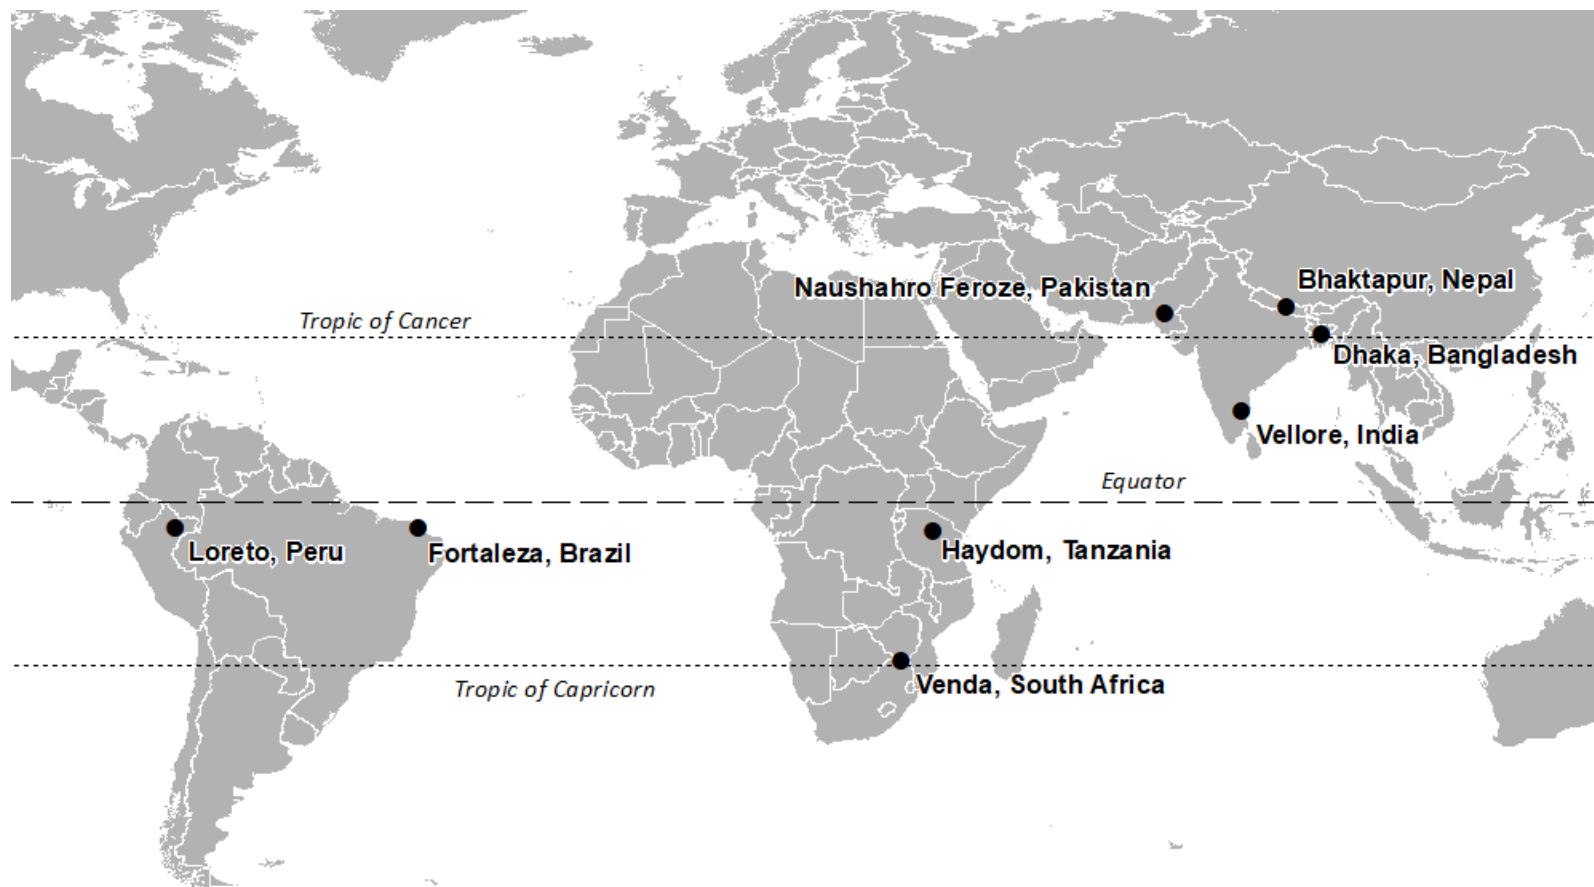 Bhaktapur, Nepal
Naushahro Feroze, Pakistan
Tropic of Cancer
Dhaka, Bangladesh
Vellore, India
Equator
Loreto, Peru
Fortaleza, Brazil
Haydom, Tanzania
Venda, South Africa
Tropic of Capricorn